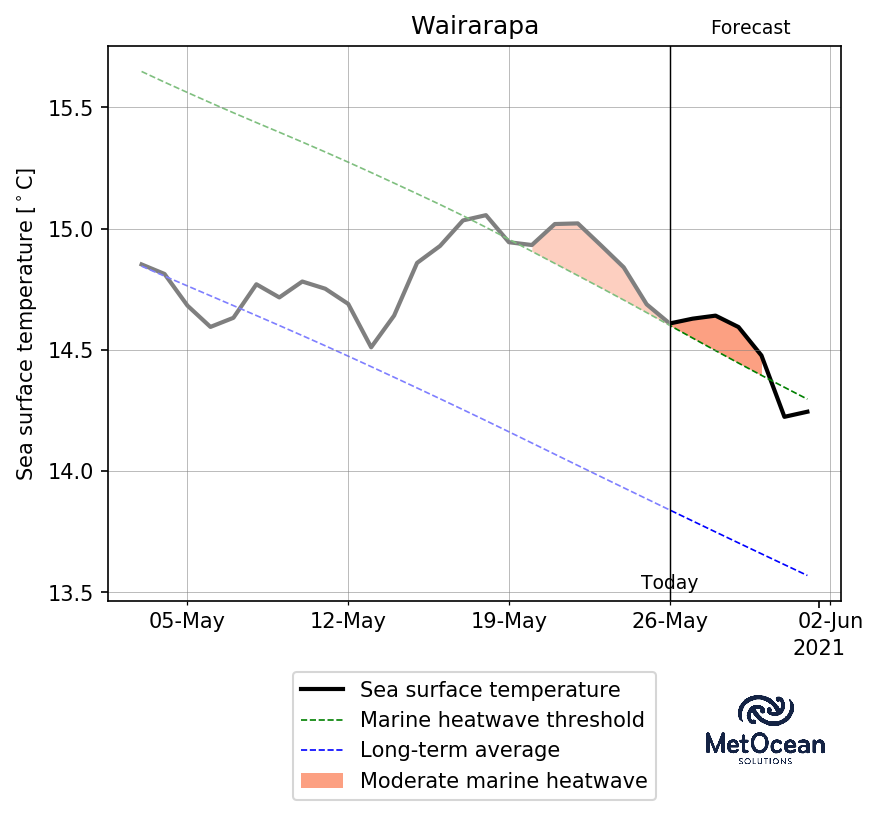 Wairarapa
Forecast
Sea surface temperature [°C]
15.5
15.0
14.5
14.0
13.5
Today
05-May
12-May
19-May
26-May
02-Jun
2021
Sea surface temperature
Marine heatwave threshold
Long-term average
Moderate marine heatwave
MetOcean
SOLUTIONS